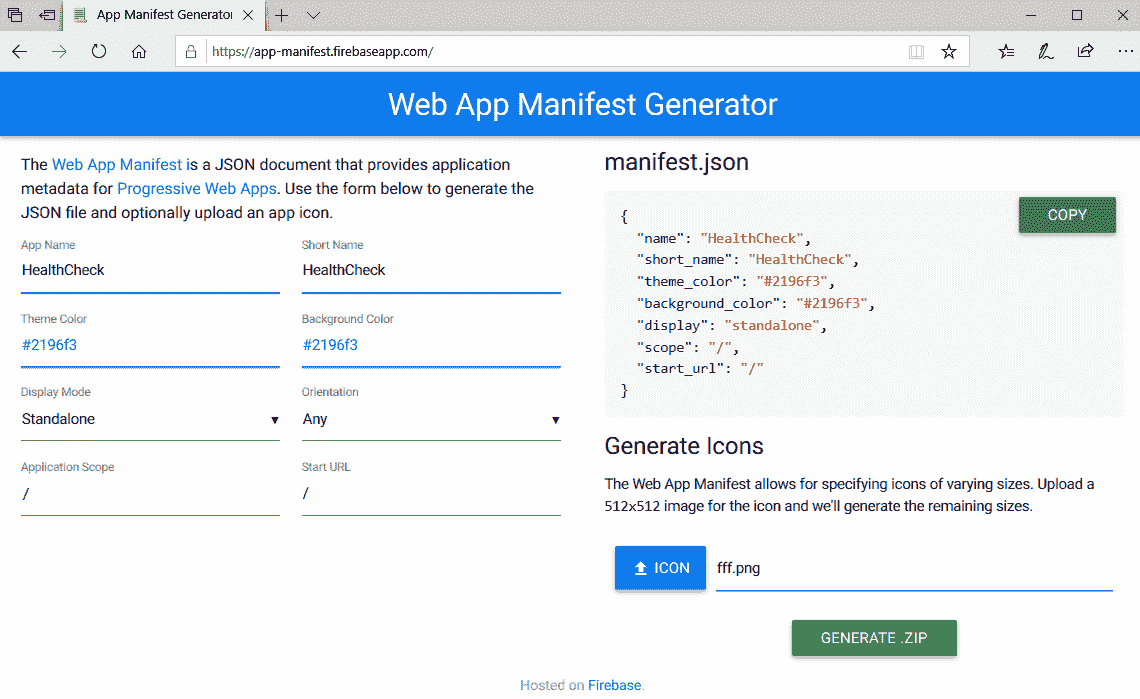 App Manifest Generator
https://app-manifest.firebaseapp.com/
Web App Manifest Generator
The Web App Manifest is a JSON document that provides application
metadata for Progressive Web Apps. Use the form below to generate the
JSON file and optionally upload an app icon.
App Name
HealthCheck
Short Name
HealthCheck
Theme Color
#2196f3
Background Color
#2196f3
Display Mode
Standalone
Orientation
Any
Application Scope
/
Start URL
/
manifest.json
COPY
{
"name": "HealthCheck",
"short_name": "HealthCheck",
"theme_color": "#2196f3",
"background_color": "#2196f3",
"display": "standalone",
"scope": "/",
"start_url": "/"
}
Generate Icons
The Web App Manifest allows for specifying icons of varying sizes. Upload a
512x512 image for the icon and we'll generate the remaining sizes.
ICON
fff.png
GENERATE .ZIP
Hosted on Firebase.